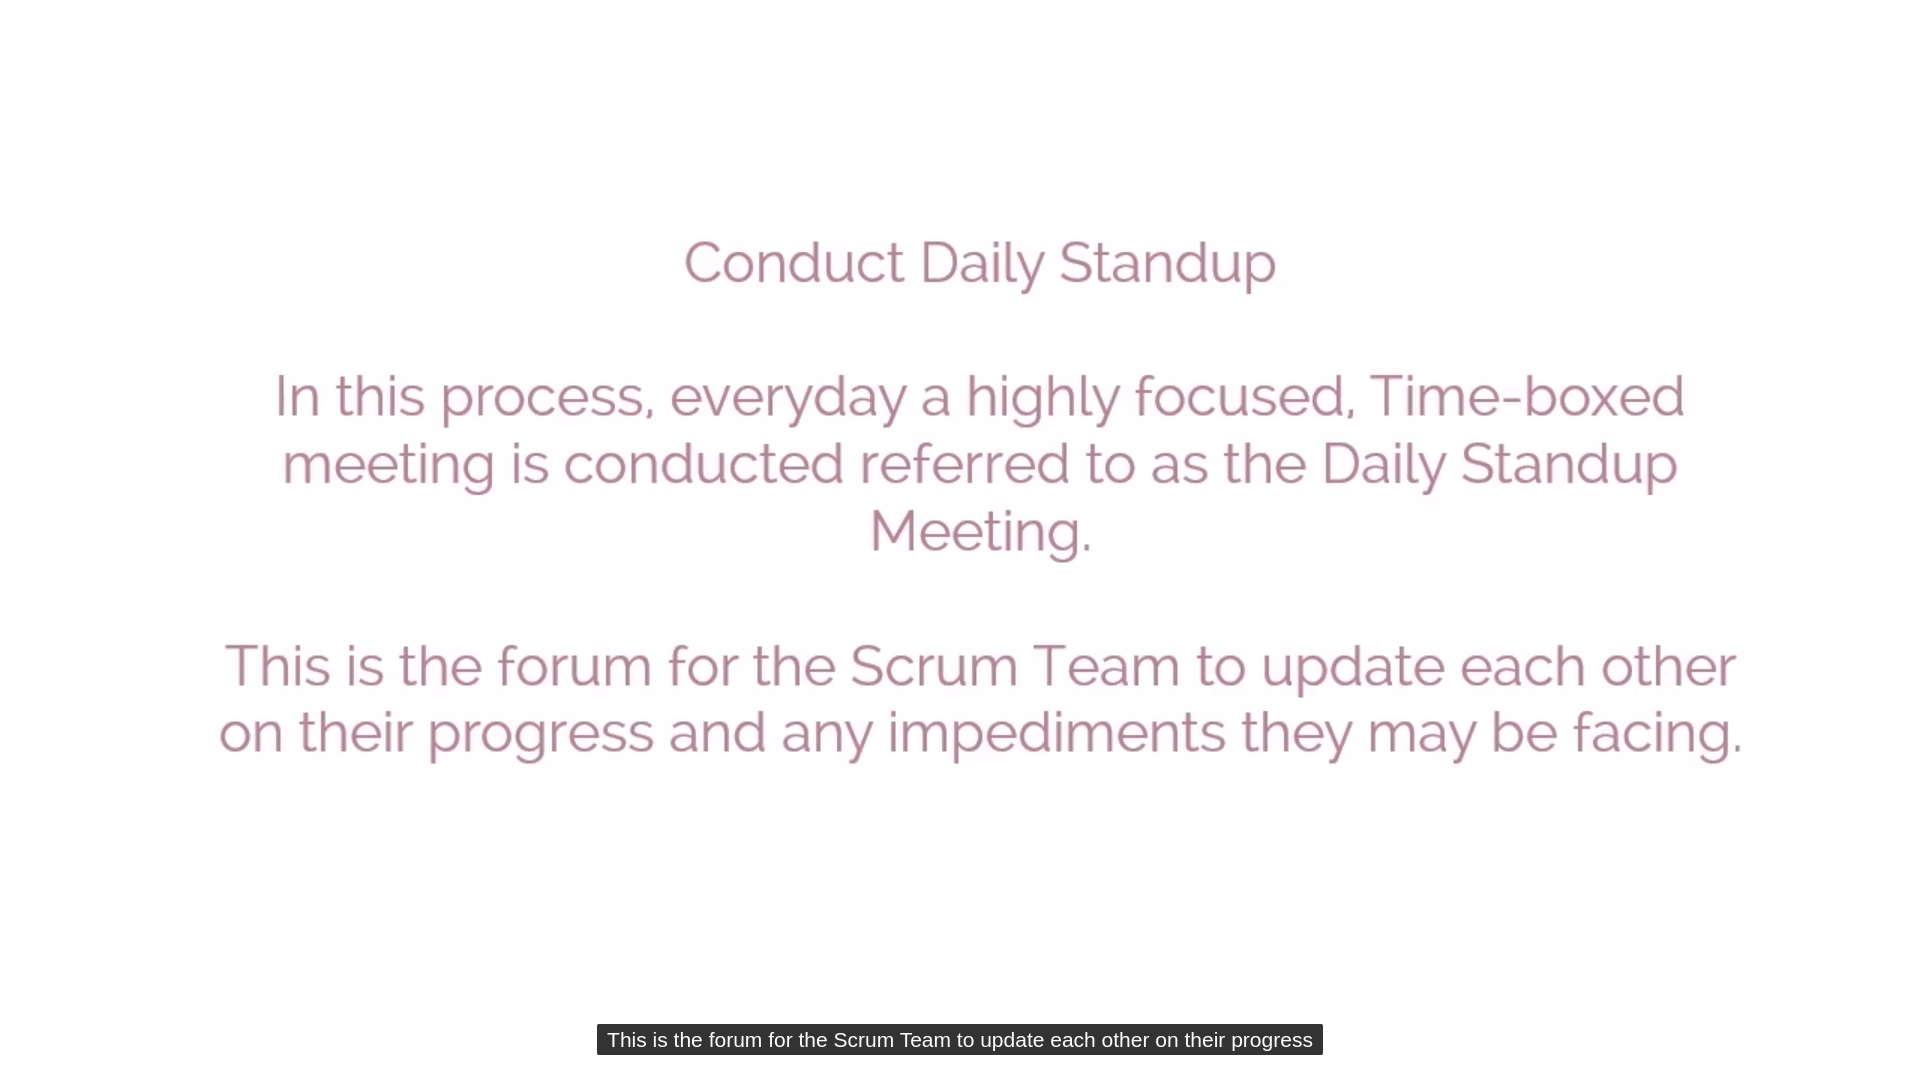 Conduct Daily Standup
In this process, everyday a highly focused, Time-boxed
meeting is conducted referred to as the Daily Standup
Meeting.
This is the forum for the Scrum Team to update each other
on their progress and any impediments they may be facing.
This is the forum for the Scrum Team to update each other on their progress